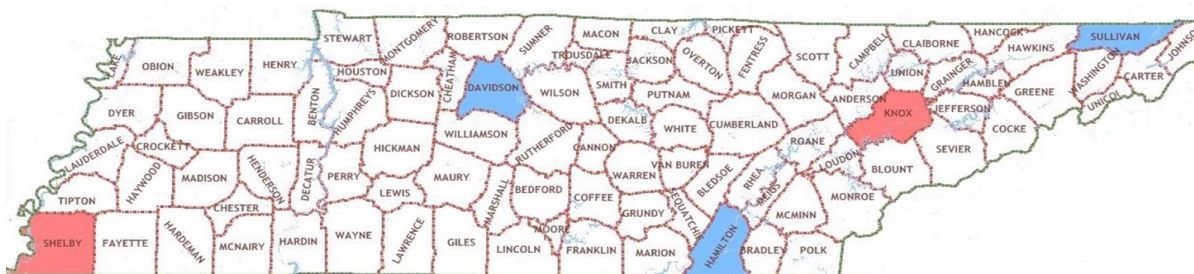 LAKE
OBION
WEAKLEY
HENRY
STEWART
MONTGOMERY
ROBERTSON
SUMNER
MACON
CLAY
PICKETT
SCOTT
CAMPBELL
CLAIBORNE
HANCOCK
HAWKINS
SULLIVAN
JOHNSON
DYER
GIBSON
CARROLL
BENTON
HOUSTON
HUMPHREYS
DICKSON
CHEATHAM
DAVIDSON
WILSON
TROUSDALE
SMITH
JACKSON
OVERTON
FENTRESS
PUTNAM
MORGAN
ANDERSON
UNION
GRANGER
HAMBLEN
GREENE
WASHINGTON
CARTER
UNICOI
LAUDERDALE
CROCKETT
HAYWOOD
MADISON
HENDERSON
DECATUR
PERRY
HICKMAN
WILLIAMSON
RUTHERFORD
CANNON
DEKALB
WHITE
CUMBERLAND
ROANE
LOUDON
KNOX
JEFFERSON
COCKE
SEVIER
BLOUNT
TIPTON
CHESTER
LEWIS
MAURY
MARSHALL
BEDFORD
COFFEE
WARREN
VAN BUREN
BLEDSOE
RHEA
MEIGS
MCMINN
MONROE
SHELBY
FAYETTE
HARDEMAN
MCNAIRY
HARDIN
WAYNE
LAWRENCE
GILES
LINCOLN
MOORE
FRANKLIN
GRUNDY
SEQUATCHIE
MARION
HAMILTON
BRADLEY
POLK